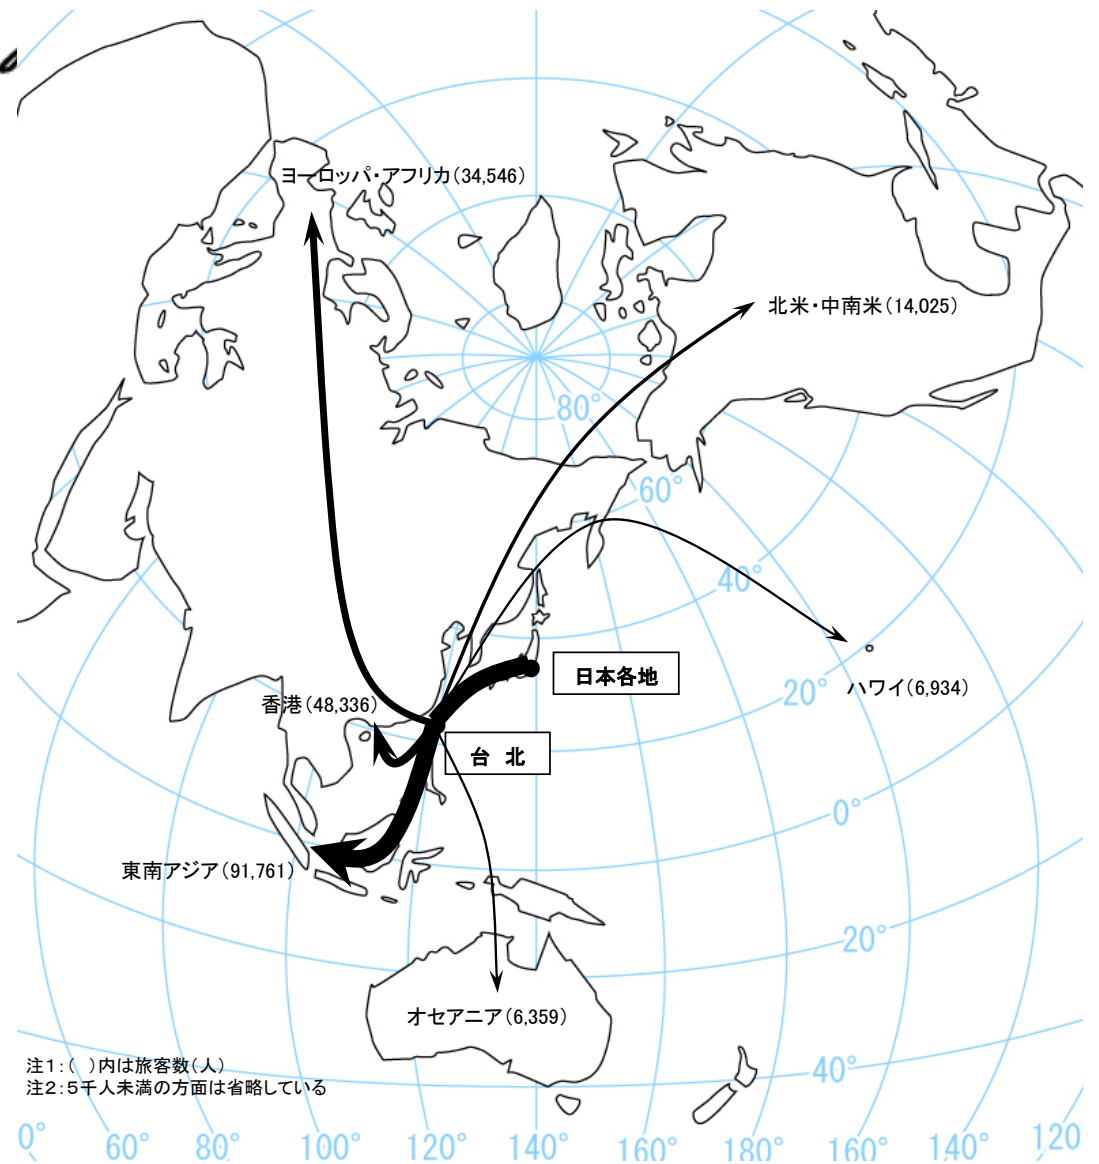 ヨーロッパ・アフリカ(34,546)
北米・中南米(14,025)
80°
60°
40°
日本各地
20°
ハワイ(6,934)
香港(48,336)
台 北
0°
東南アジア(91,761)
20°
オセアニア(6,359)
40°
注1:( )内は旅客数(人)
注2:5千人未満の方面は省略している
0° 60° 80° 100° 120° 140° 160° 180° 160° 140° 120